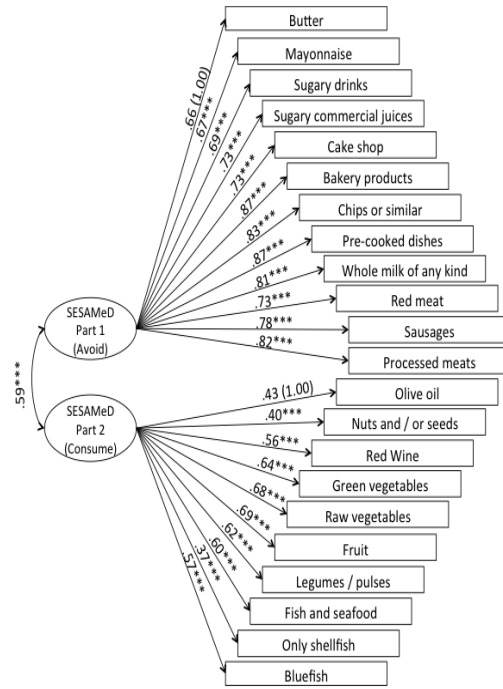 Butter
.66 (1.00)
Mayonnaise
.67***
Sugary drinks
.69***
Sugary commercial juices
.73***
Cake shop
.73***
Bakery products
.87***
Chips or similar
.83***
Pre-cooked dishes
.87***
Whole milk of any kind
.81***
Red meat
.73***
Sausages
.78***
Processed meats
.82***
SESAMeD
Part 1
(Avoid)
.59***
SESAMeD
Part 2
(Consume)
Olive oil
.43 (1.00)
Nuts and / or seeds
.40***
Red Wine
.56***
Green vegetables
.64***
Raw vegetables
.68***
Fruit
.69***
Legumes / pulses
.62***
Fish and seafood
.60***
Only shellfish
.37***
Bluefish
.57***